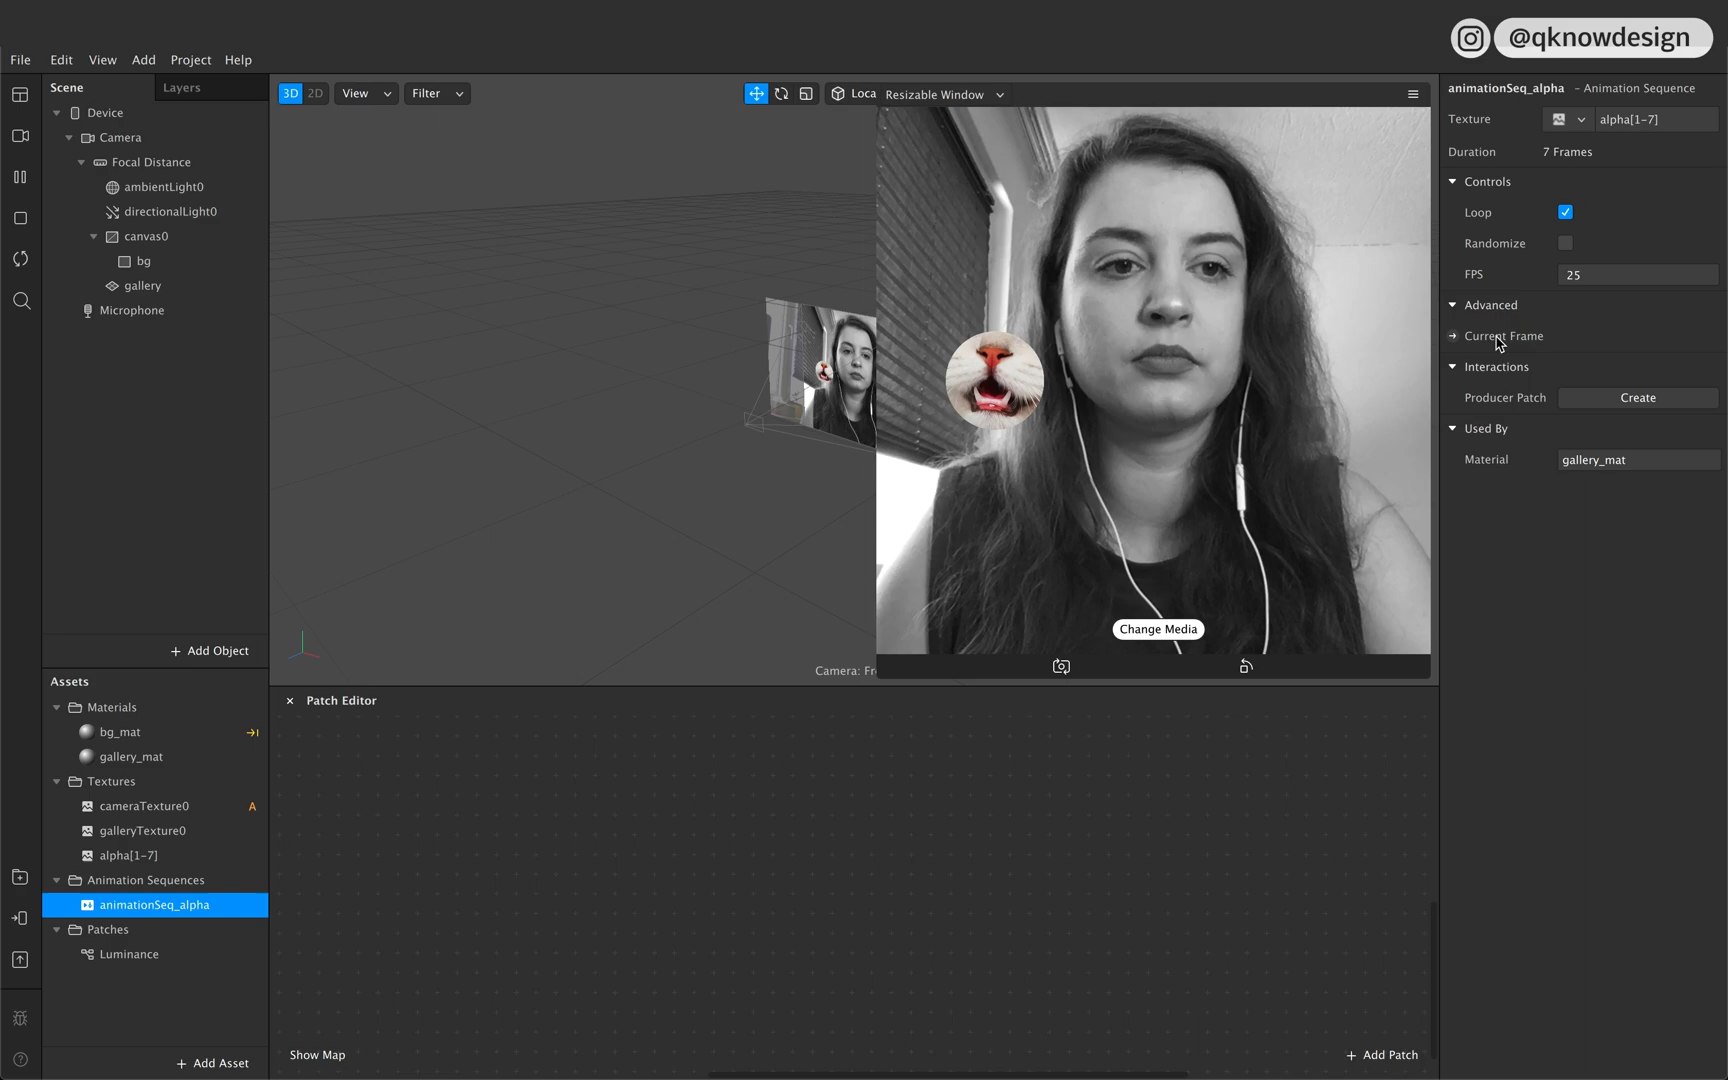 @qknowdesign
File Edit View Add Project Help
Scene
Layers
Device
Camera
Focal Distance
ambientLight0
directionalLight0
canvas0
bg
gallery
Microphone
+ Add Object
Assets
Materials
bg_mat
gallery_mat
Textures
cameraTexture0 A
galleryTexture0
alpha[1-7]
Animation Sequences
animationSeq_alpha
Patches
Luminance
+ Add Asset
3D 2D View Filter
Loca
Resizable Window
Change Media
Camera: Fr
× Patch Editor
Show Map
+ Add Patch
animationSeq_alpha - Animation Sequence
Texture alpha[1-7]
Duration 7 Frames
Controls
Loop
Randomize
FPS 25
Advanced
Current Frame
Interactions
Producer Patch Create
Used By
Material gallery_mat